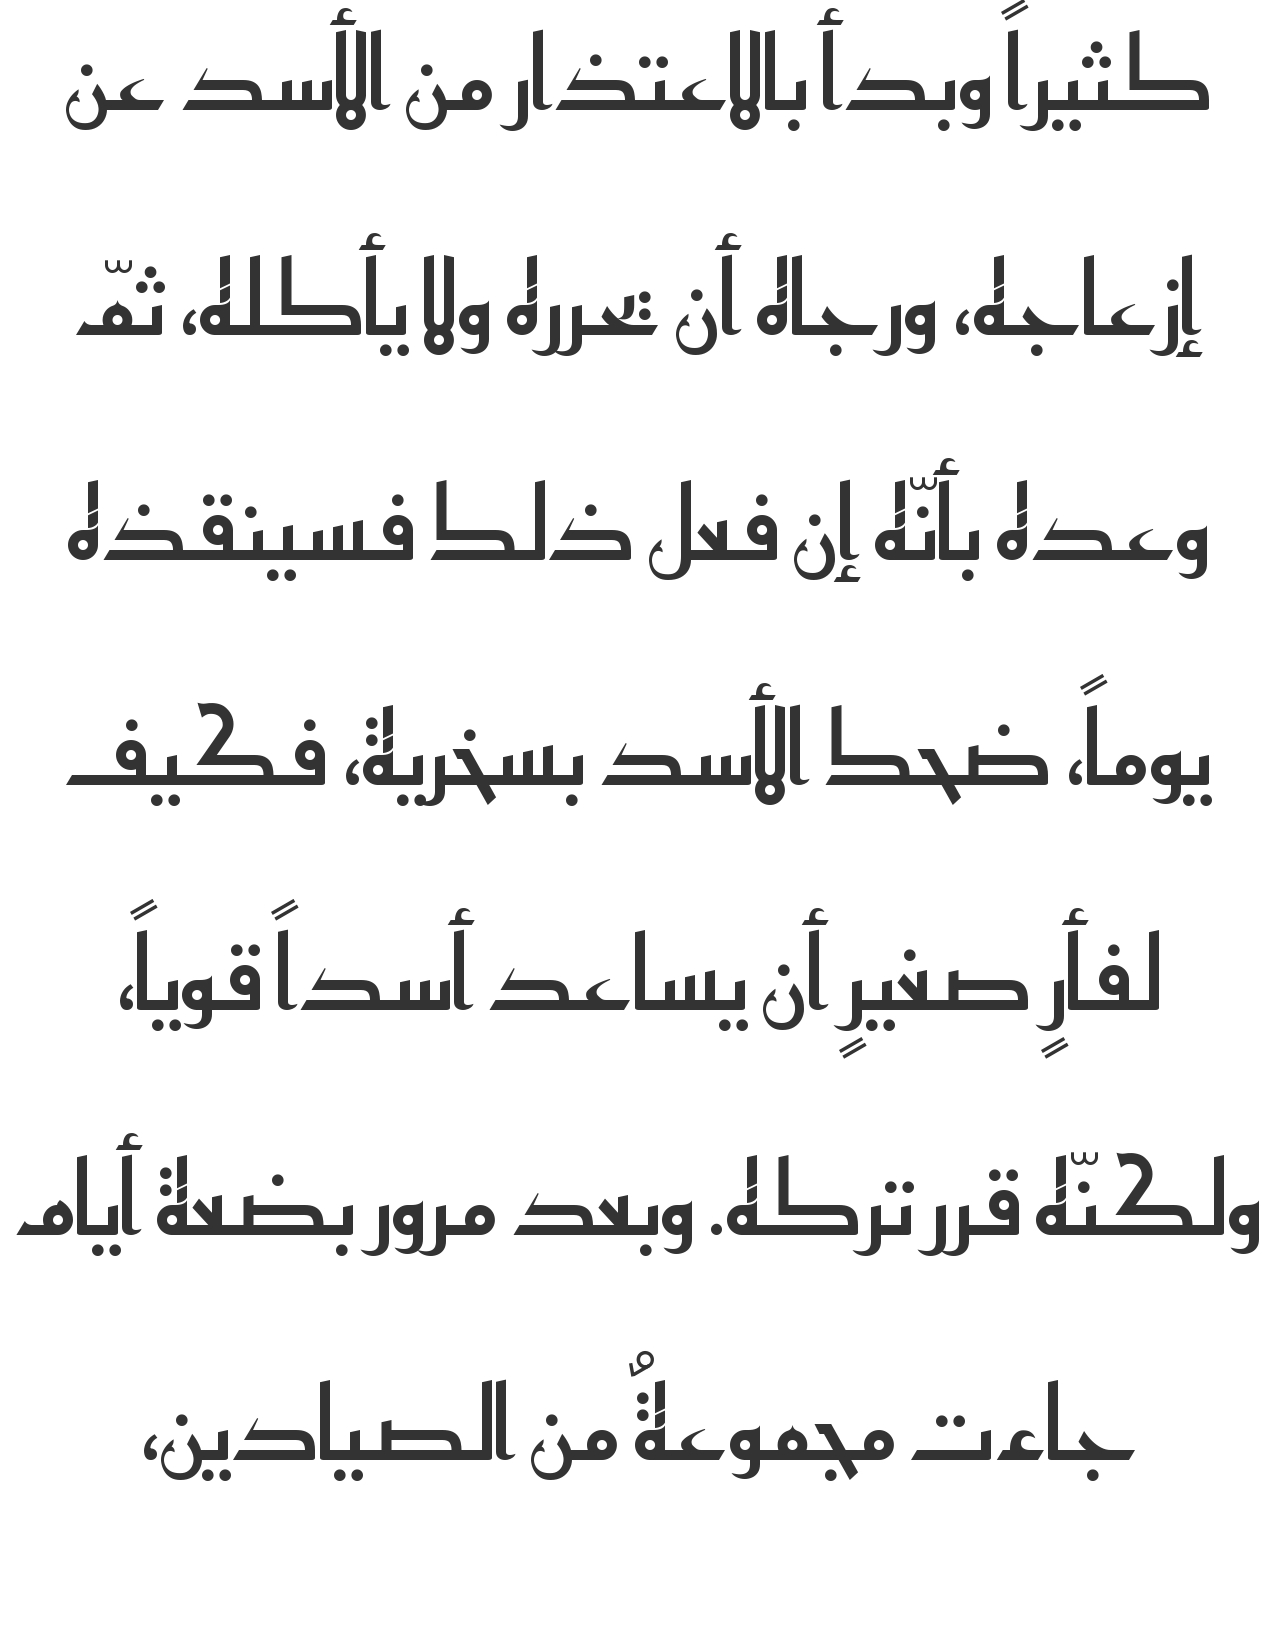 كثيراً وبدأ بالاعتذار من الأسد عن
إزعاجه، ورجاه أن يحرره ولا يأكله، ثمّ
وعده بأنّه إن فعل ذلك فسينقذه
يوماً، ضحك الأسد بسخرية، فكيف
لفأرٍ صغيرٍ أن يساعد أسداً قوياً،
ولكنّه قرر تركه. وبعد مرور بضعة أيام
جاءت مجموعةٌ من الصيادين،